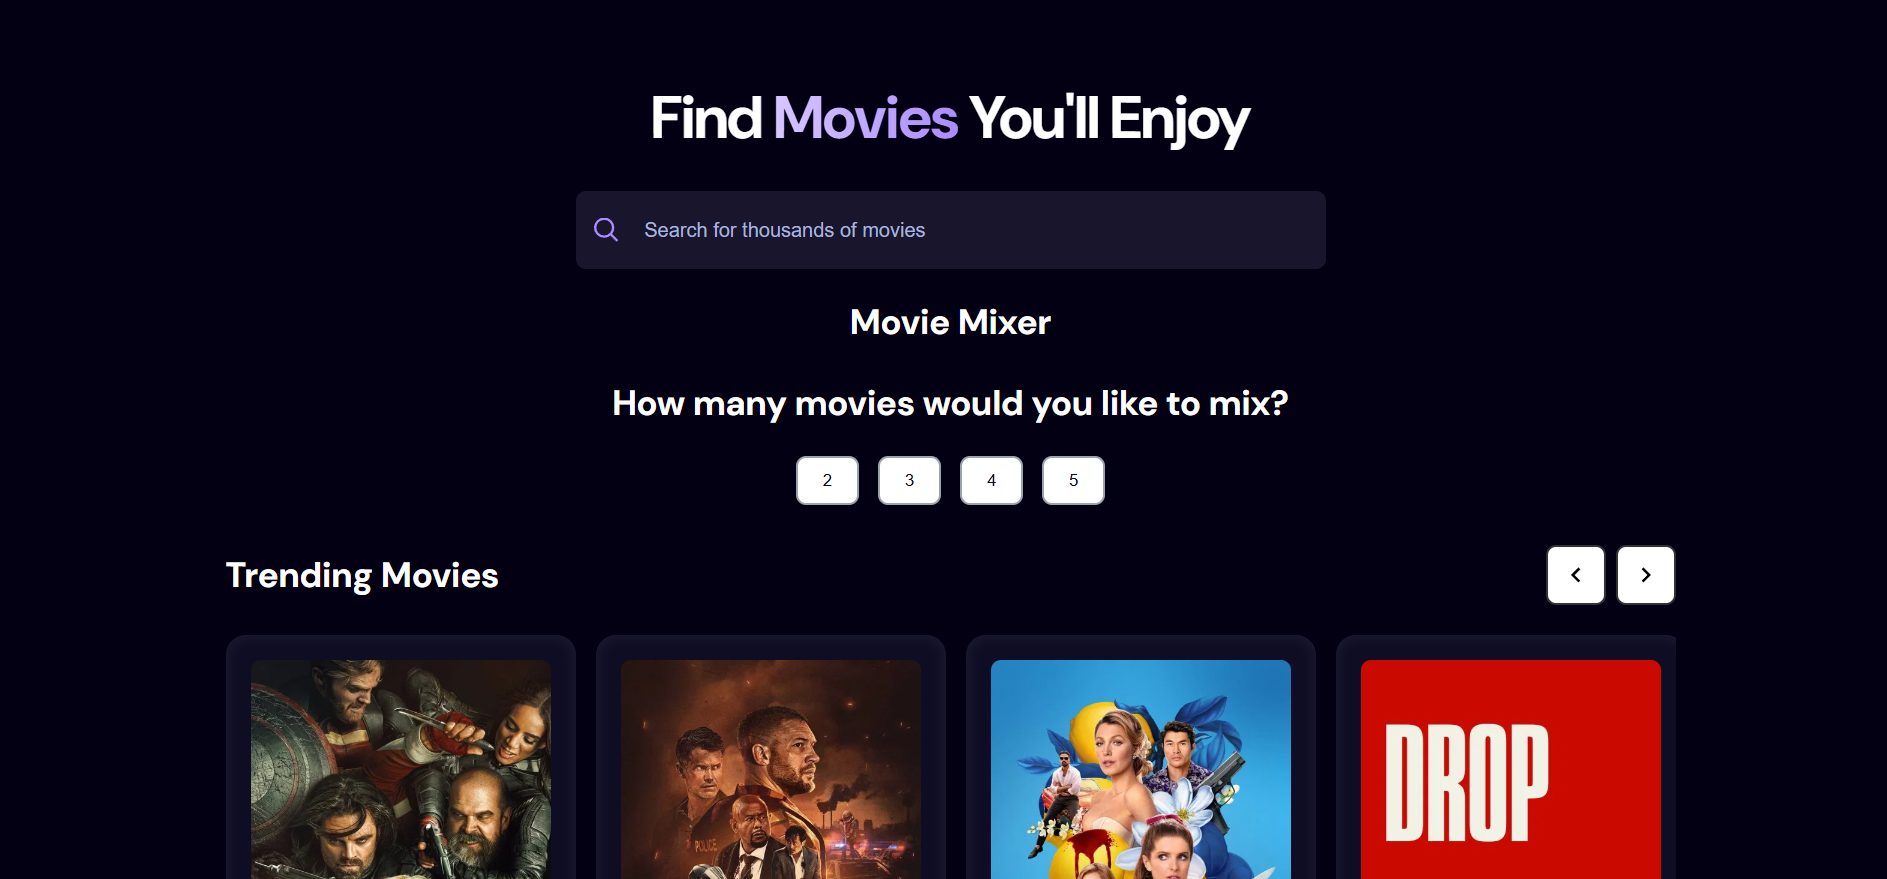 Find Movies You'll Enjoy
Search for thousands of movies
Movie Mixer
How many movies would you like to mix?
2 3 4 5
Trending Movies
POLICE
DROP